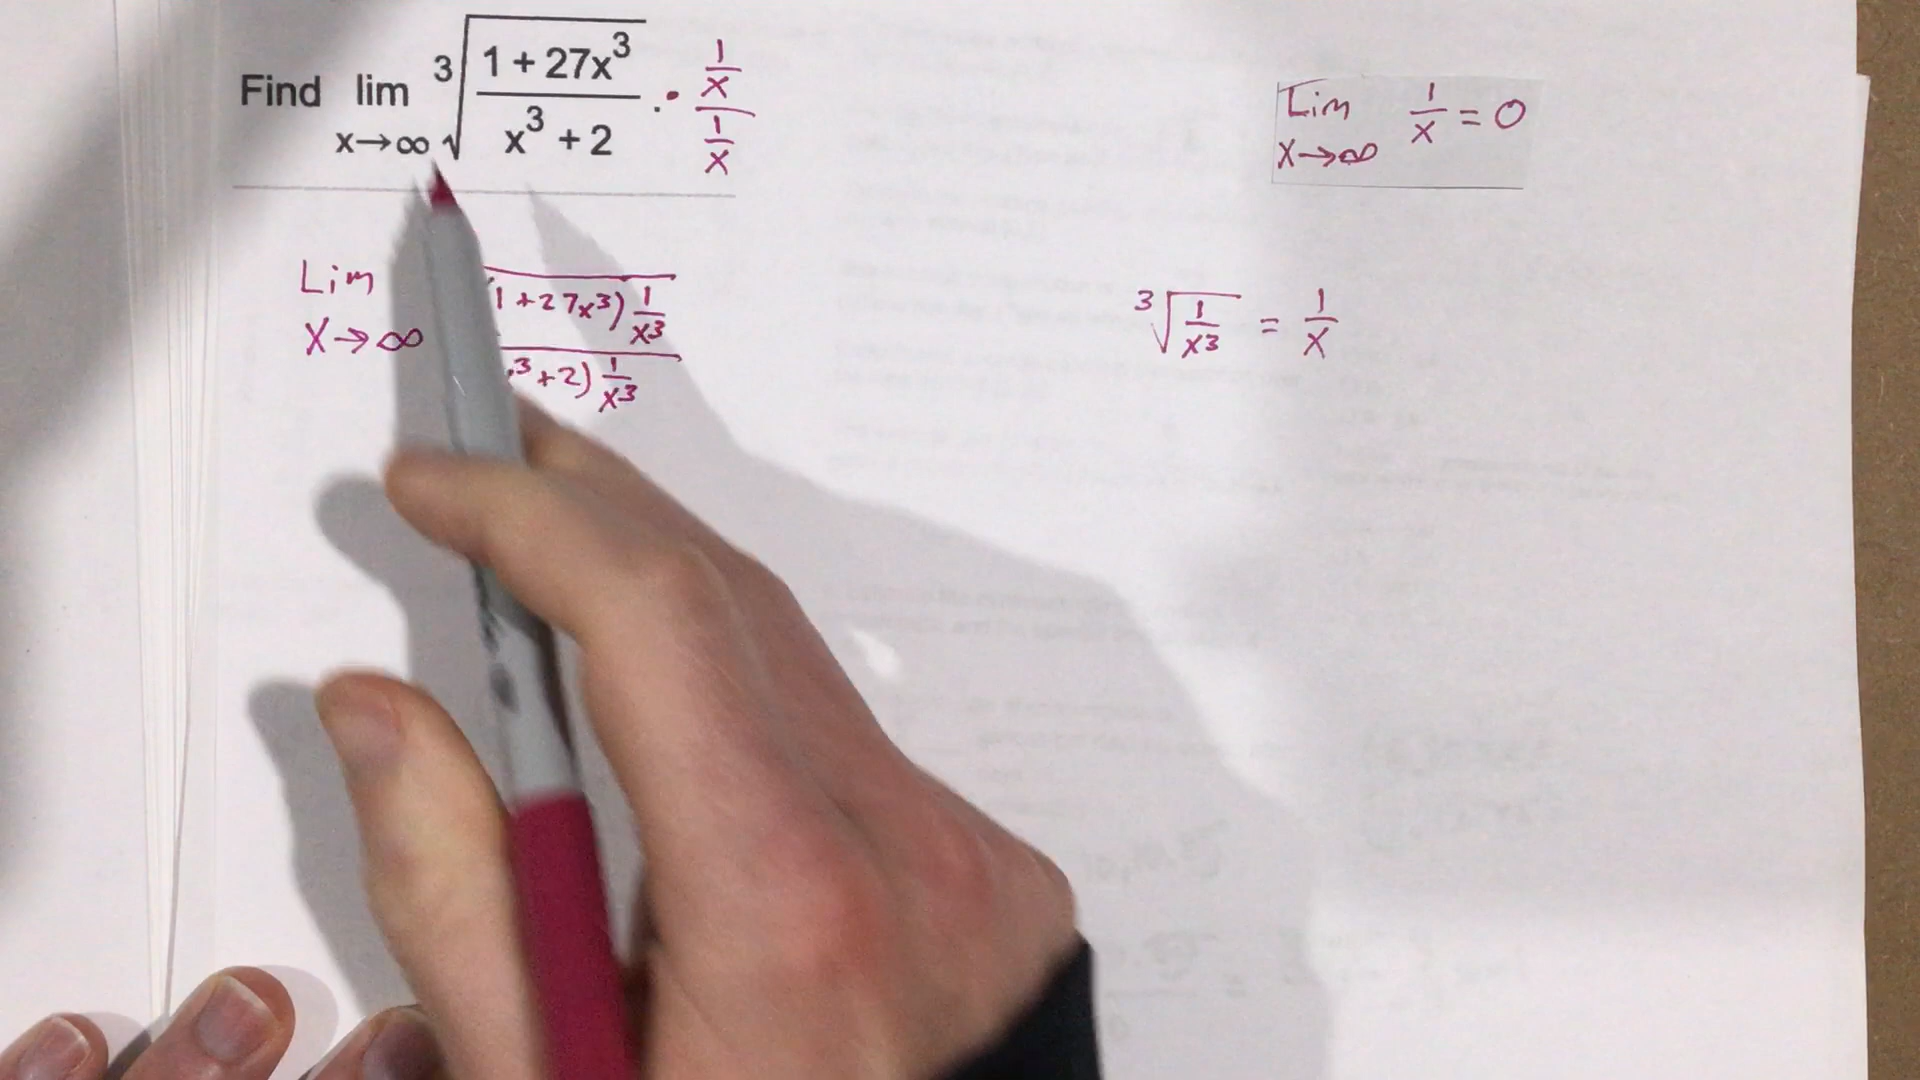 Find lim x→∞ ∛((1 + 27x³)/(x³ + 2)) . • (1/x)/(1/x)
Lim x→∞ 1/x = 0
Lim x→∞ (1+27x³) 1/x³ / ³+2) 1/x³
∛(1/x³) = 1/x